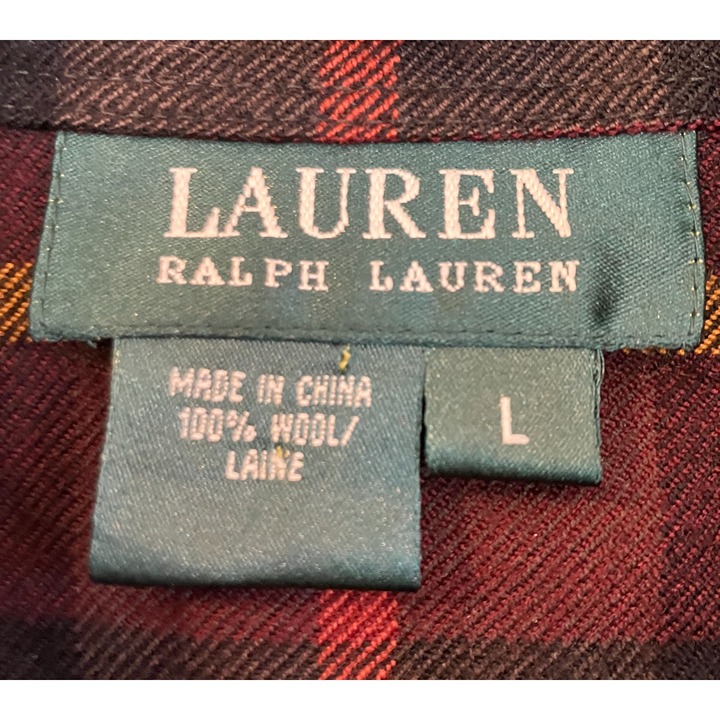 LAUREN
RALPH LAUREN
MADE IN CHINA
100% WOOL/
LAINE
L